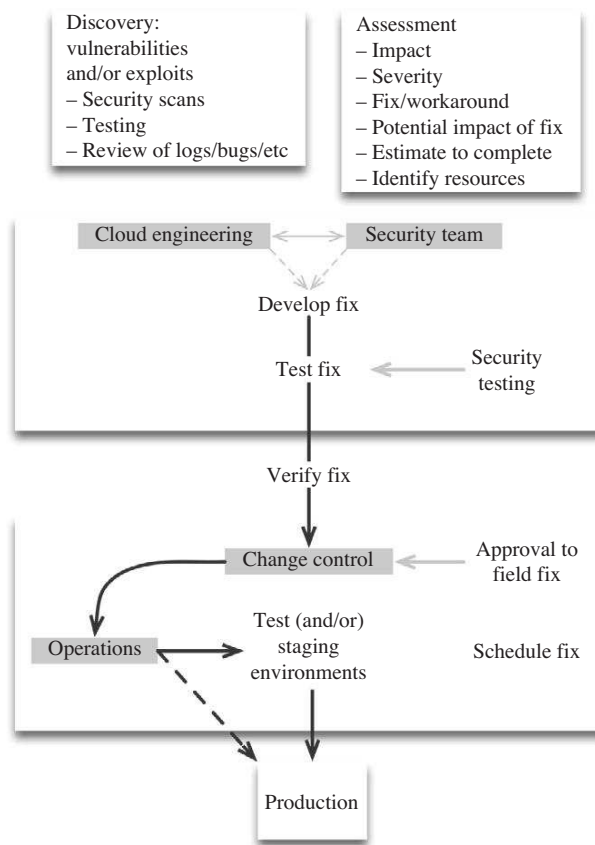 Discovery:
vulnerabilities
and/or exploits
– Security scans
– Testing
– Review of logs/bugs/etc
Assessment
– Impact
– Severity
– Fix/workaround
– Potential impact of fix
– Estimate to complete
– Identify resources
Cloud engineering
Security team
Develop fix
Test fix
Security
testing
Verify fix
Change control
Approval to
field fix
Operations
Test (and/or)
staging
environments
Schedule fix
Production